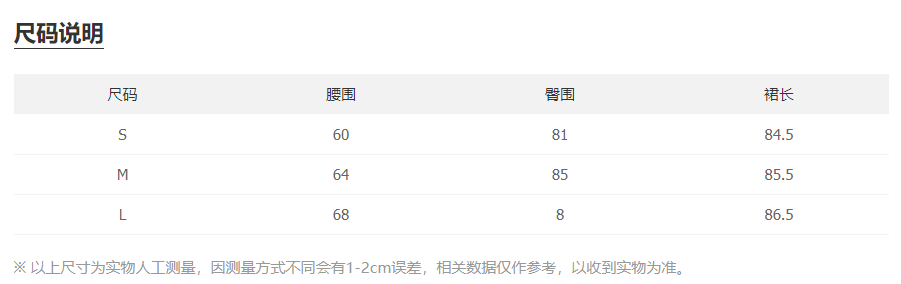 尺码说明
尺码 腰围 臀围 裙长
S 60 81 84.5
M 64 85 85.5
L 68 8 86.5
※ 以上尺寸为实物人工测量，因测量方式不同会有1-2cm误差，相关数据仅作参考，以收到实物为准。